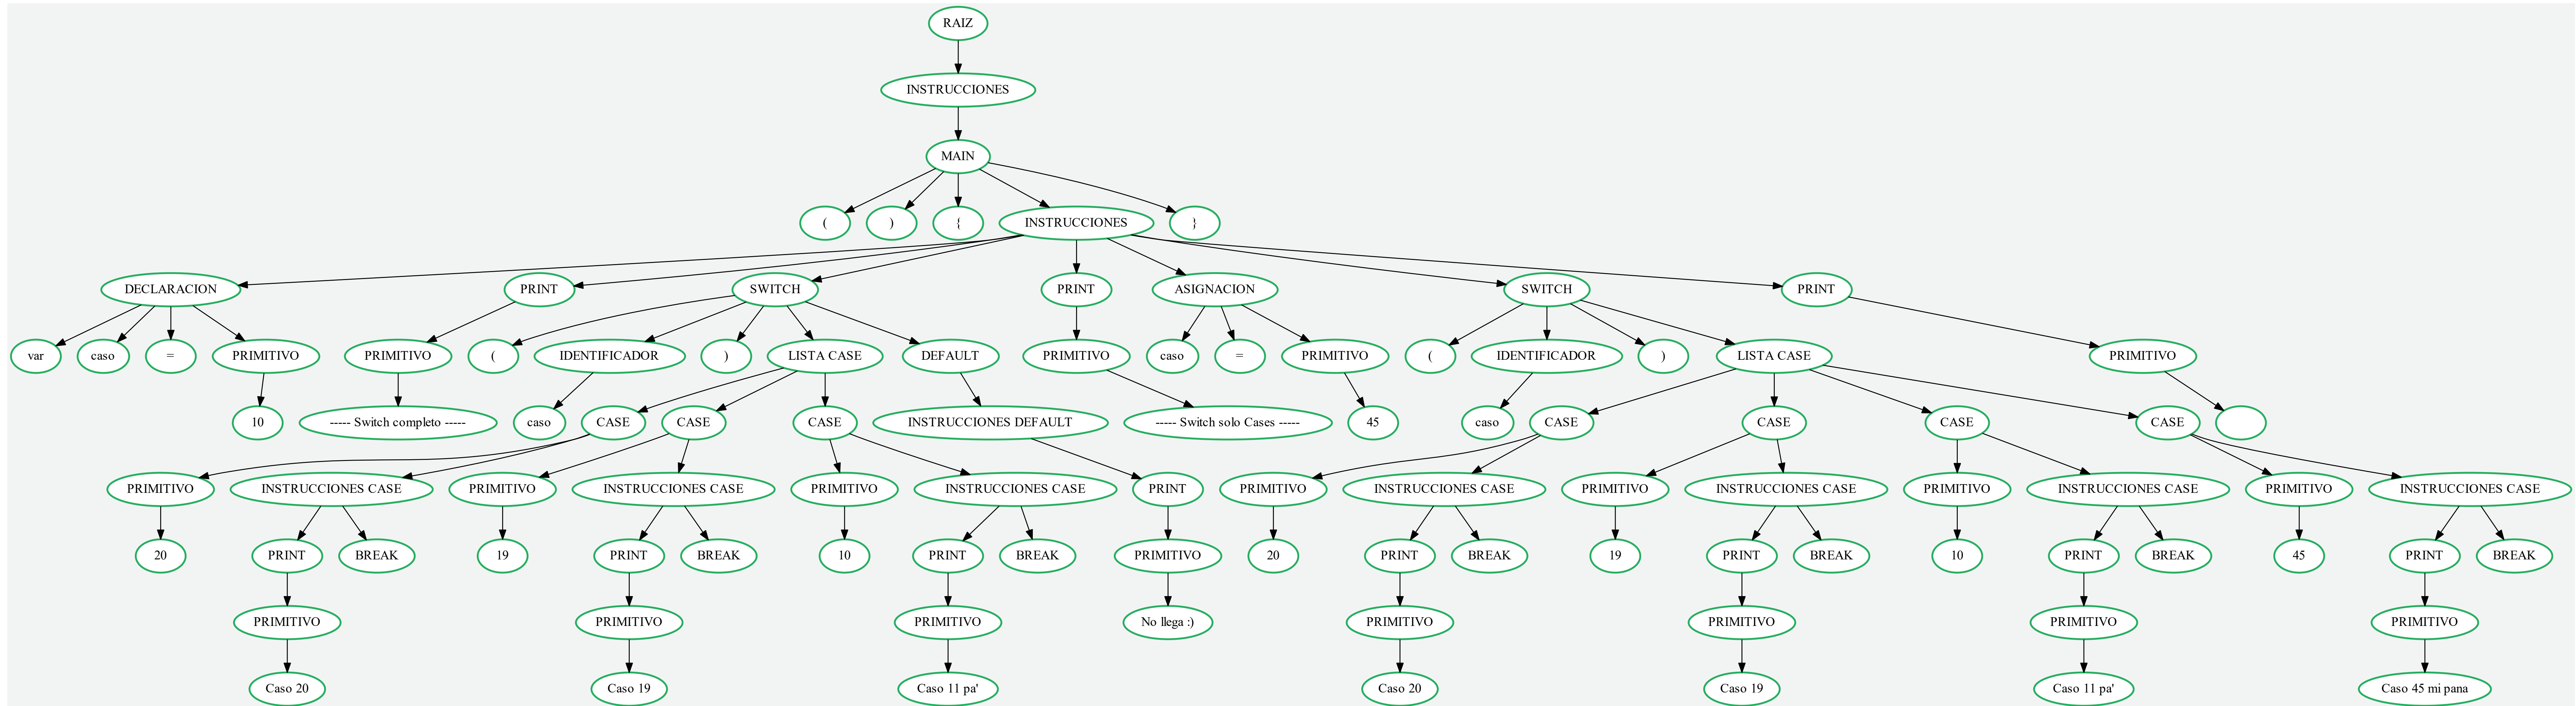 RAIZ
INSTRUCCIONES
MAIN
( ) { INSTRUCCIONES }
DECLARACION PRINT SWITCH PRINT ASIGNACION SWITCH PRINT
var caso = PRIMITIVO PRIMITIVO ( IDENTIFICADOR ) LISTA CASE DEFAULT PRIMITIVO caso = PRIMITIVO ( IDENTIFICADOR ) LISTA CASE PRIMITIVO
10 ----- Switch completo ----- caso CASE CASE CASE INSTRUCCIONES DEFAULT ----- Switch solo Cases ----- 45 caso CASE CASE CASE CASE
PRIMITIVO INSTRUCCIONES CASE PRIMITIVO INSTRUCCIONES CASE PRIMITIVO INSTRUCCIONES CASE PRINT PRIMITIVO INSTRUCCIONES CASE PRIMITIVO INSTRUCCIONES CASE PRIMITIVO INSTRUCCIONES CASE PRIMITIVO INSTRUCCIONES CASE
20 PRINT BREAK 19 PRINT BREAK 10 PRINT BREAK PRIMITIVO 20 PRINT BREAK 19 PRINT BREAK 10 PRINT BREAK 45 PRINT BREAK
PRIMITIVO PRIMITIVO PRIMITIVO No llega :) PRIMITIVO PRIMITIVO PRIMITIVO PRIMITIVO
Caso 20 Caso 19 Caso 11 pa' Caso 20 Caso 19 Caso 11 pa' Caso 45 mi pana